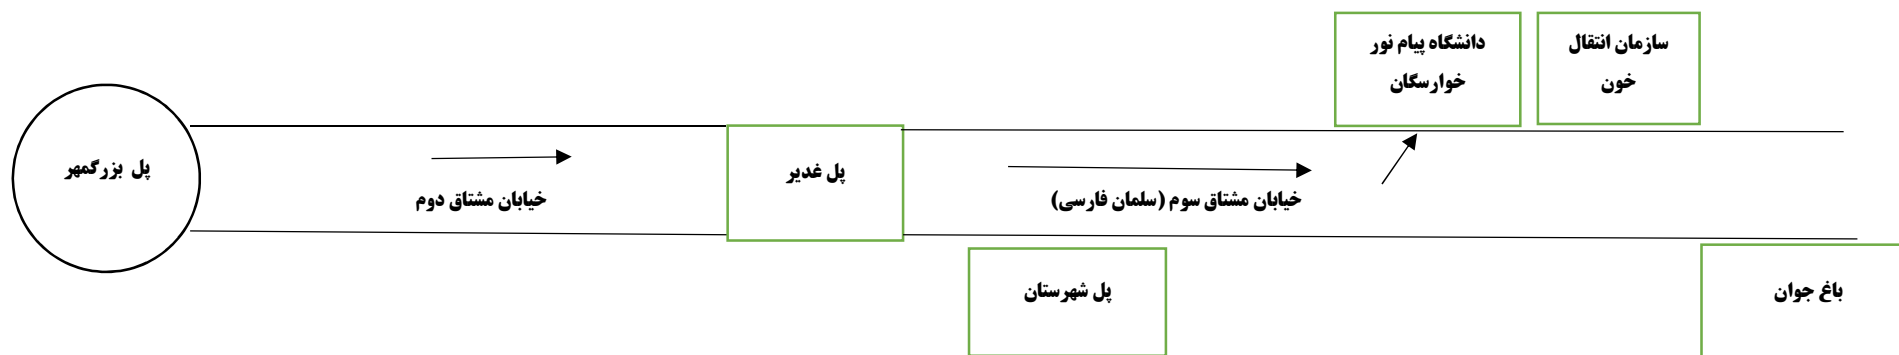 دانشگاه پیام نور
خوارسگان
سازمان انتقال
خون
پل بزرگمهر
خیابان مشتاق دوم
پل غدیر
خیابان مشتاق سوم (سلمان فارسی)
پل شهرستان
باغ جوان